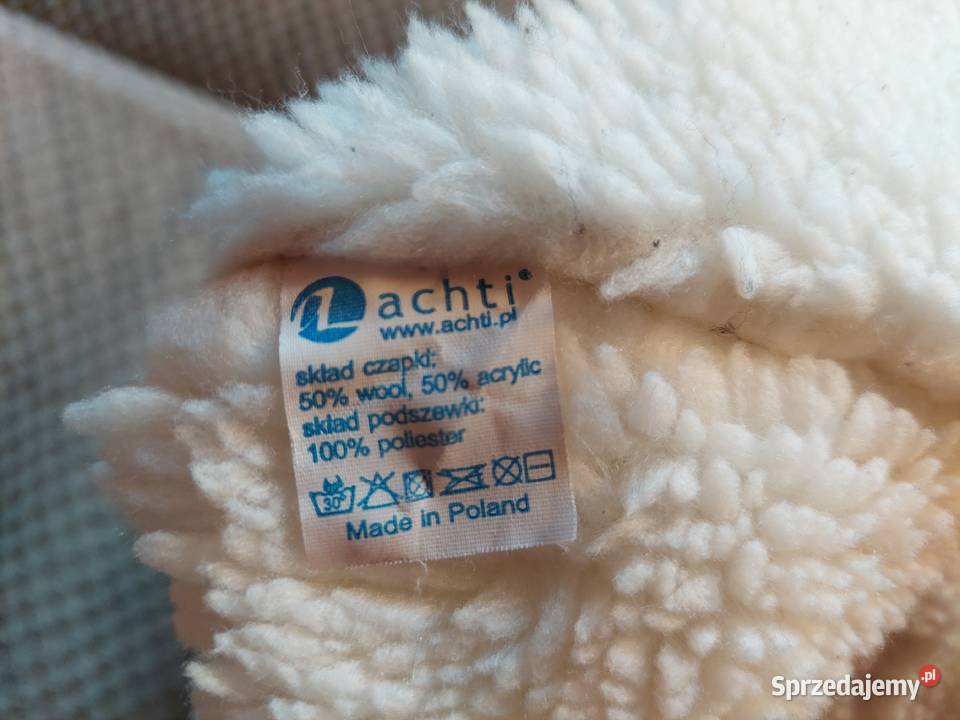 achti®
www.achti.pl
skład czapki:
50% wool, 50% acrylic
skład podszewki:
100% poliester
30°
Made in Poland
Sprzedajemy.pl